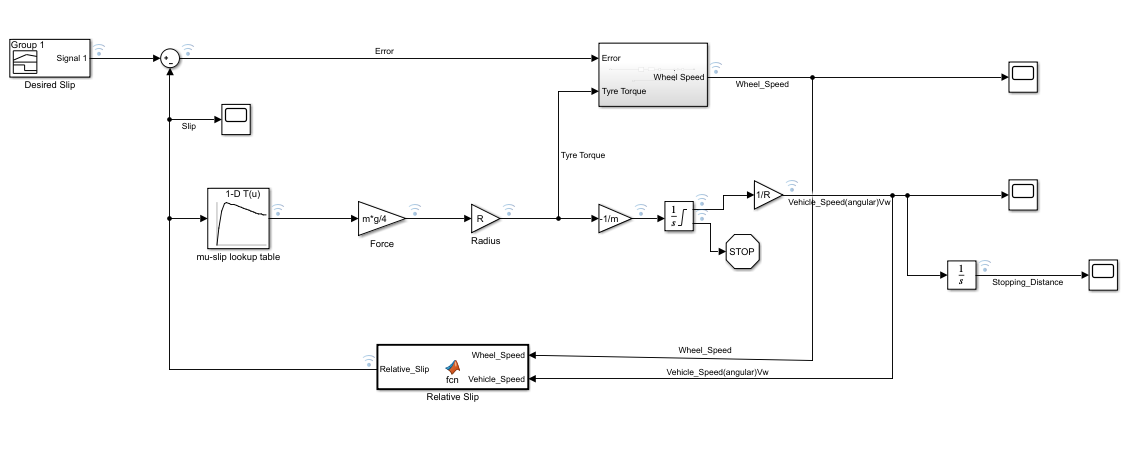 Group 1
Signal 1
Desired Slip
+
-
Error
Error
Wheel Speed
Tyre Torque
Wheel_Speed
Slip
Tyre Torque
1-D T(u)
mu-slip lookup table
m*g/4
Force
R
Radius
-1/m
1
s
1/R
Vehicle_Speed(angular)Vw
STOP
1
s
Stopping_Distance
Wheel_Speed
Vehicle_Speed(angular)Vw
Relative_Slip
fcn
Wheel_Speed
Vehicle_Speed
Relative Slip